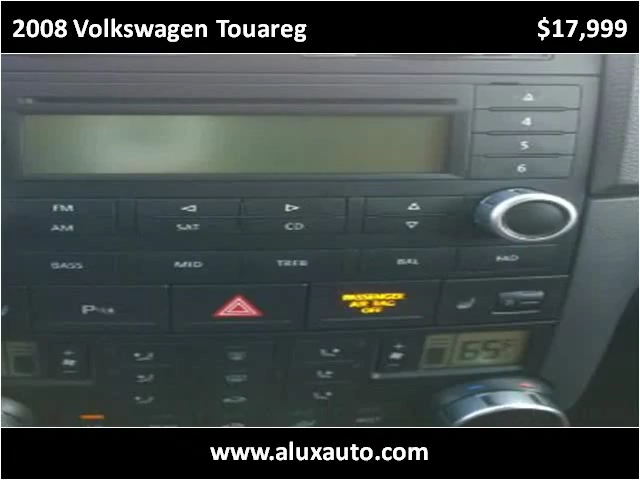 2008 Volkswagen Touareg $17,999
4
5
6
FM
AM
SAT CD
BASS MID TREB BAL FAD
P
PASSENGER
AIR BAG
OFF
65°F
www.aluxauto.com